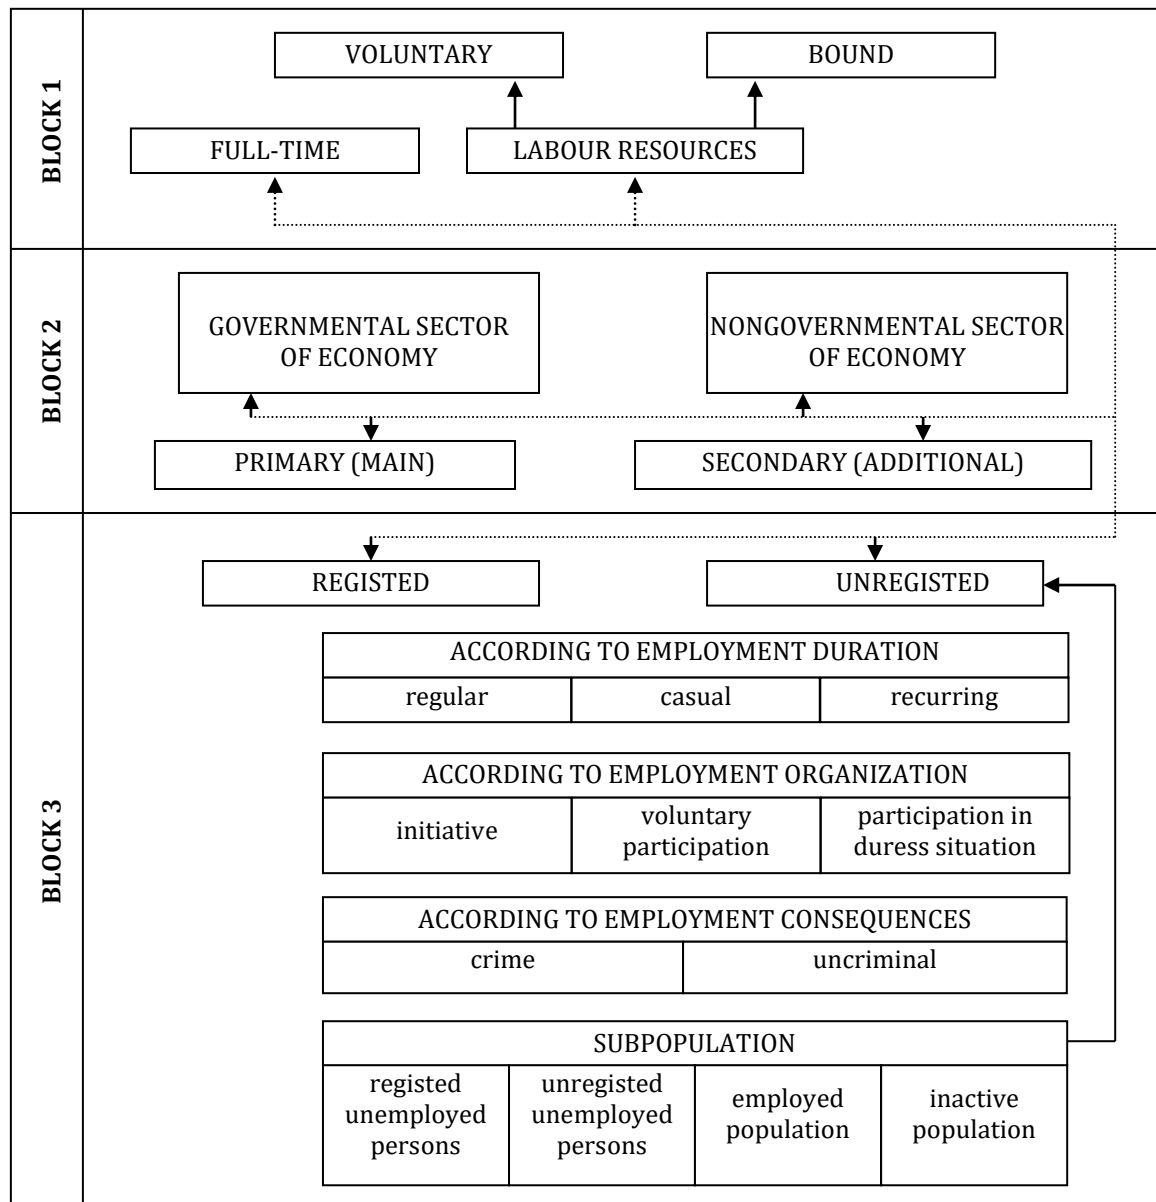 BLOCK 1
VOLUNTARY
BOUND
FULL-TIME
LABOUR RESOURCES
BLOCK 2
GOVERNMENTAL SECTOR
OF ECONOMY
NONGOVERNMENTAL SECTOR
OF ECONOMY
PRIMARY (MAIN)
SECONDARY (ADDITIONAL)
BLOCK 3
REGISTED
UNREGISTED
ACCORDING TO EMPLOYMENT DURATION
regular
casual
recurring
ACCORDING TO EMPLOYMENT ORGANIZATION
initiative
voluntary
participation
participation in
duress situation
ACCORDING TO EMPLOYMENT CONSEQUENCES
crime
uncriminal
SUBPOPULATION
registed
unemployed
persons
unregisted
unemployed
persons
employed
population
inactive
population